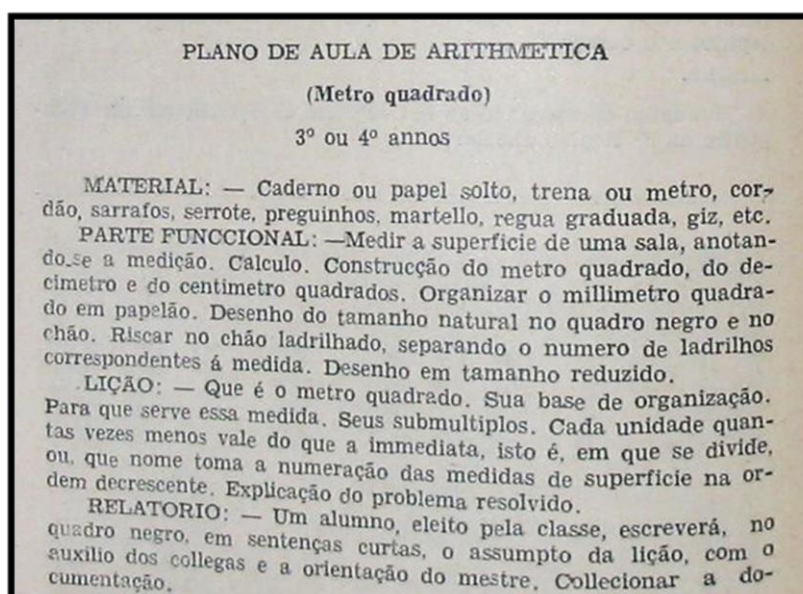 PLANO DE AULA DE ARITHMETICA
(Metro quadrado)
3º ou 4º annos
MATERIAL: — Caderno ou papel solto, trena ou metro, cor-
dão, sarrafos, serrote, preguinhos, martello, regua graduada, giz, etc.
PARTE FUNCCIONAL: —Medir a superficie de uma sala, anotan-
do-se a medição. Calculo. Construcção do metro quadrado, do de-
cimetro e do centimetro quadrados. Organizar o millimetro quadra-
do em papelão. Desenho do tamanho natural no quadro negro e no
chão. Riscar no chão ladrilhado, separando o numero de ladrilhos
correspondentes á medida. Desenho em tamanho reduzido.
LIÇÃO: — Que é o metro quadrado. Sua base de organização.
Para que serve essa medida. Seus submultiplos. Cada unidade quan-
tas vezes menos vale do que a immediata, isto é, em que se divide,
ou, que nome toma a numeração das medidas de superficie na or-
dem decrescente. Explicação do problema resolvido.
RELATORIO: — Um alumno, eleito pela classe, escreverá, no
quadro negro, em sentenças curtas, o assumpto da lição, com o
auxilio dos collegas e a orientação do mestre. Collecionar a do-
cumentação.